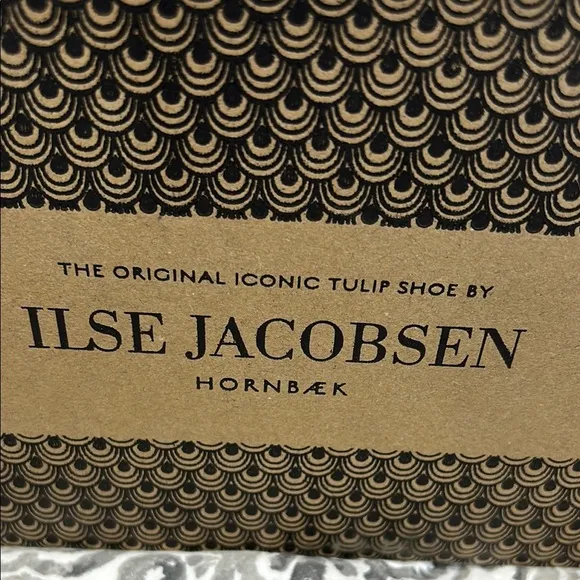 THE ORIGINAL ICONIC TULIP SHOE BY
ILSE JACOBSEN
HORNBÆK